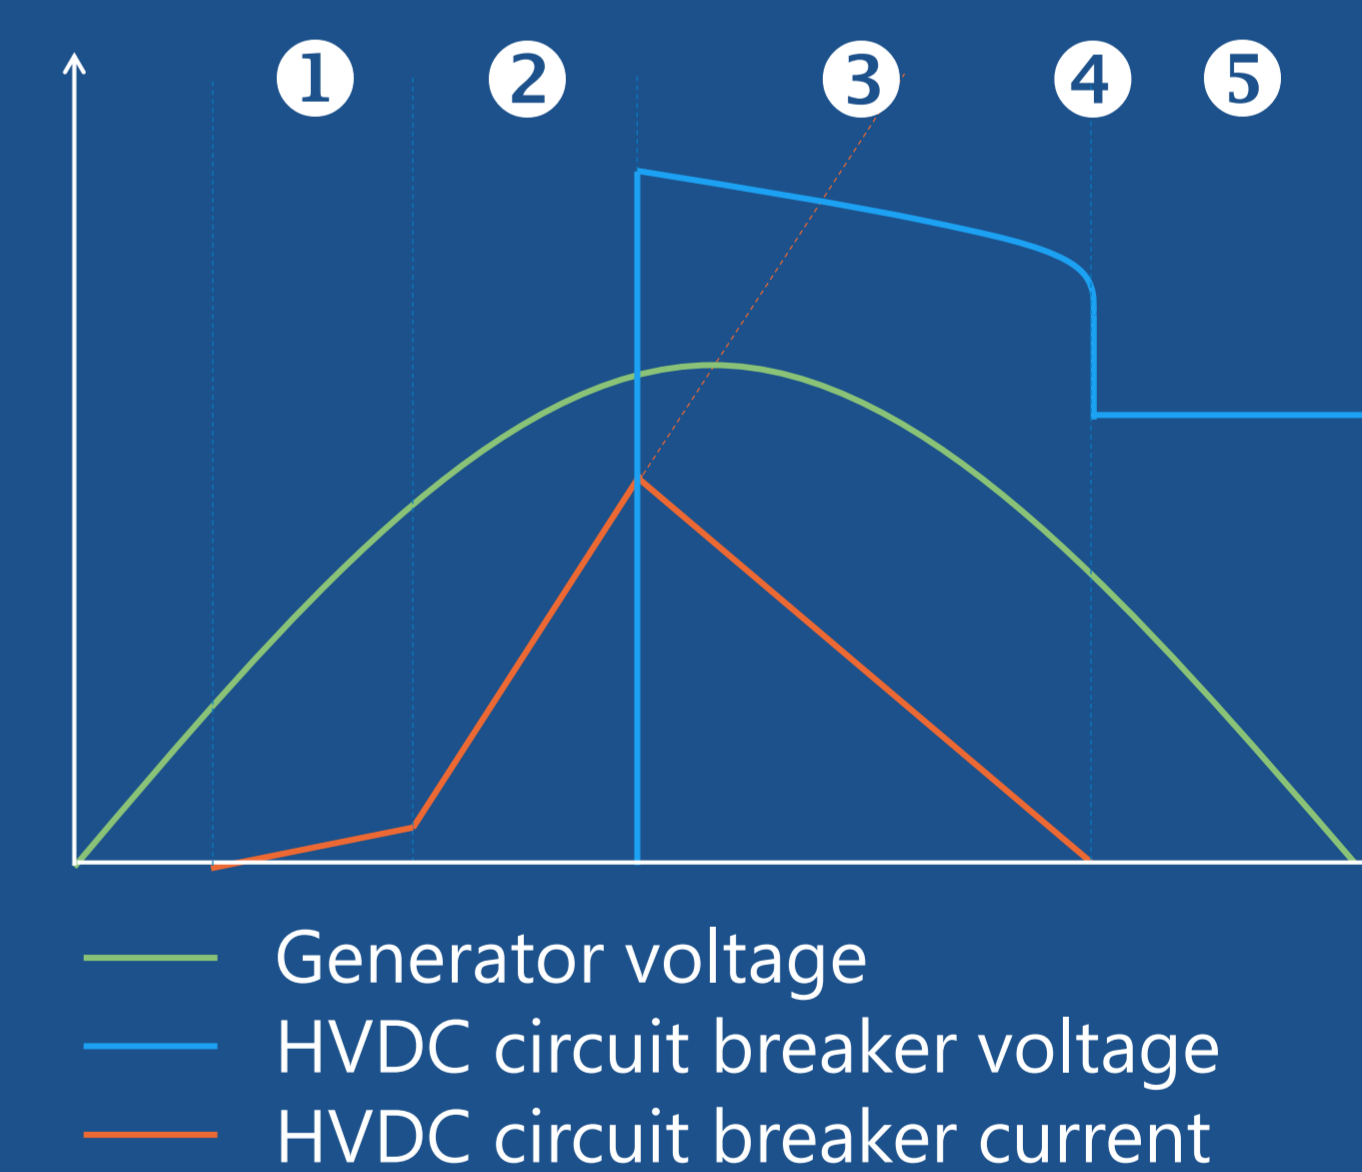 1 2 3 4 5
Generator voltage
HVDC circuit breaker voltage
HVDC circuit breaker current